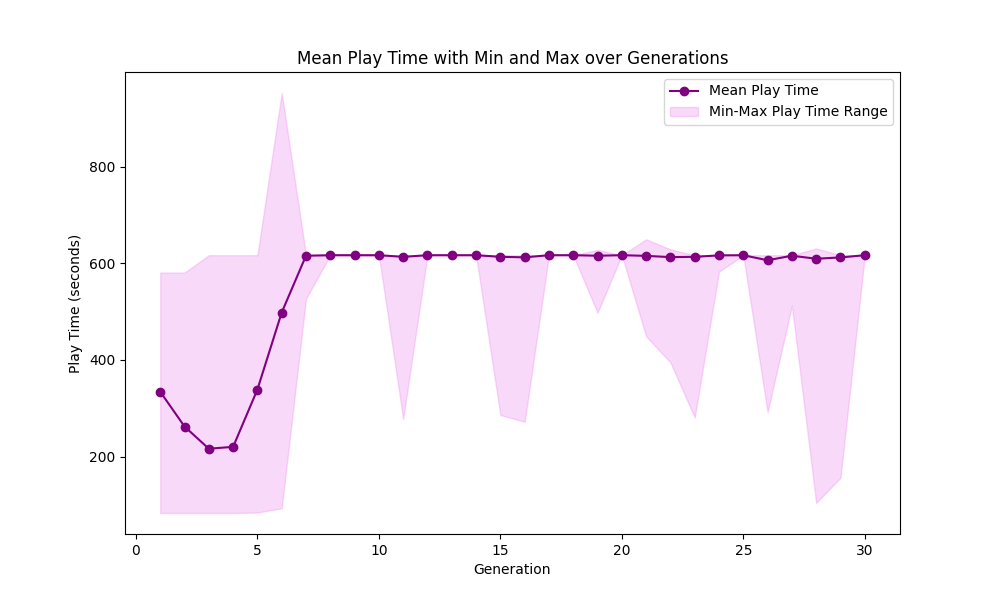 Mean Play Time with Min and Max over Generations
Mean Play Time
Min-Max Play Time Range
Play Time (seconds)
800
600
400
200
0
5
10
15
20
25
30
Generation